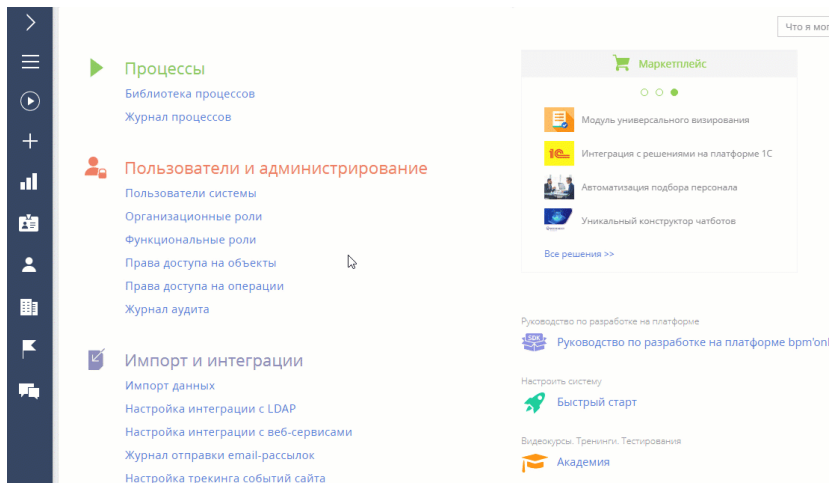 Что я мог
Процессы
Библиотека процессов
Журнал процессов
Пользователи и администрирование
Пользователи системы
Организационные роли
Функциональные роли
Права доступа на объекты
Права доступа на операции
Журнал аудита
Импорт и интеграции
Импорт данных
Настройка интеграции с LDAP
Настройка интеграции с веб-сервисами
Журнал отправки email-рассылок
Настройка трекинга событий сайта
Маркетплейс
Модуль универсального визирования
1С
Интеграция с решениями на платформе 1С
Автоматизация подбора персонала
Уникальный конструктор чатботов
Все решения >>
Руководство по разработке на платформе
SDK
Руководство по разработке на платформе bpm'onl
Настроить систему
Быстрый старт
Видеокурсы. Тренинги. Тестирования
Академия